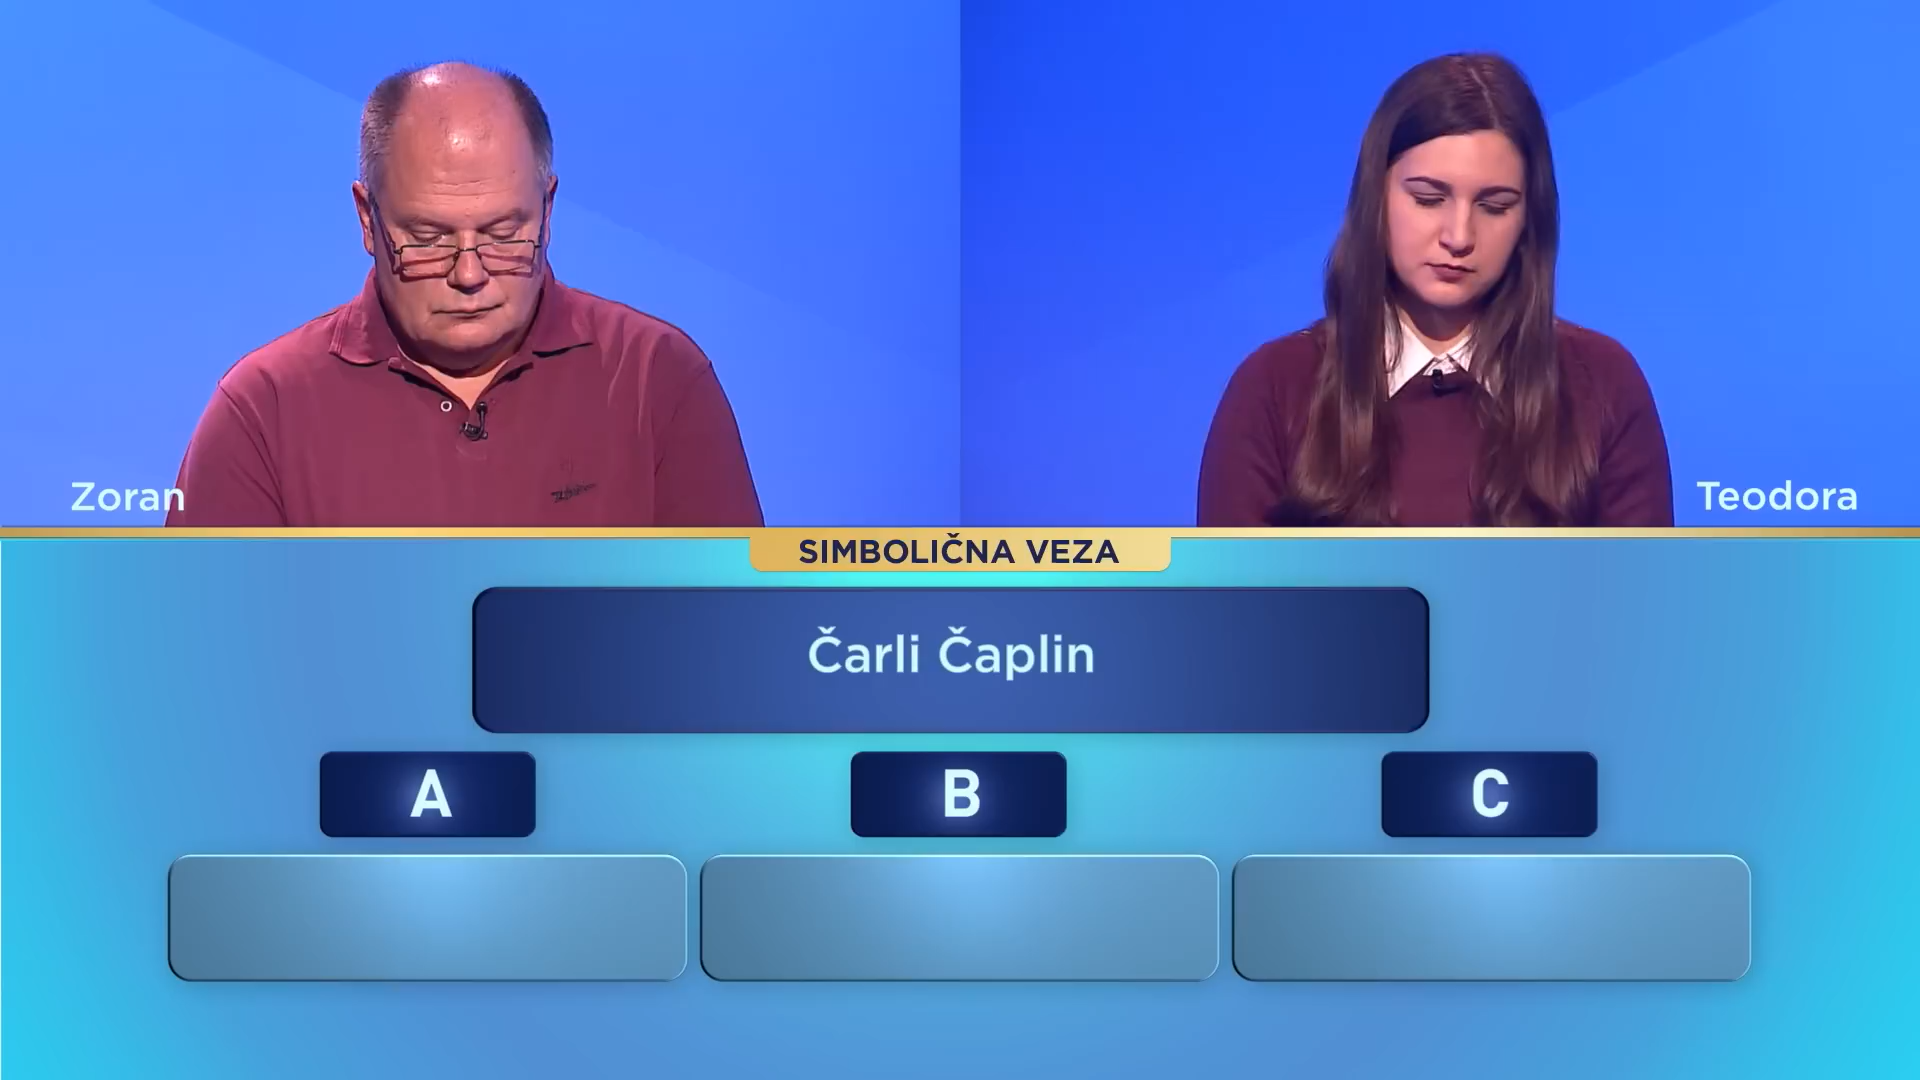 Zoran
Teodora
SIMBOLIČNA VEZA
Čarli Čaplin
A
B
C